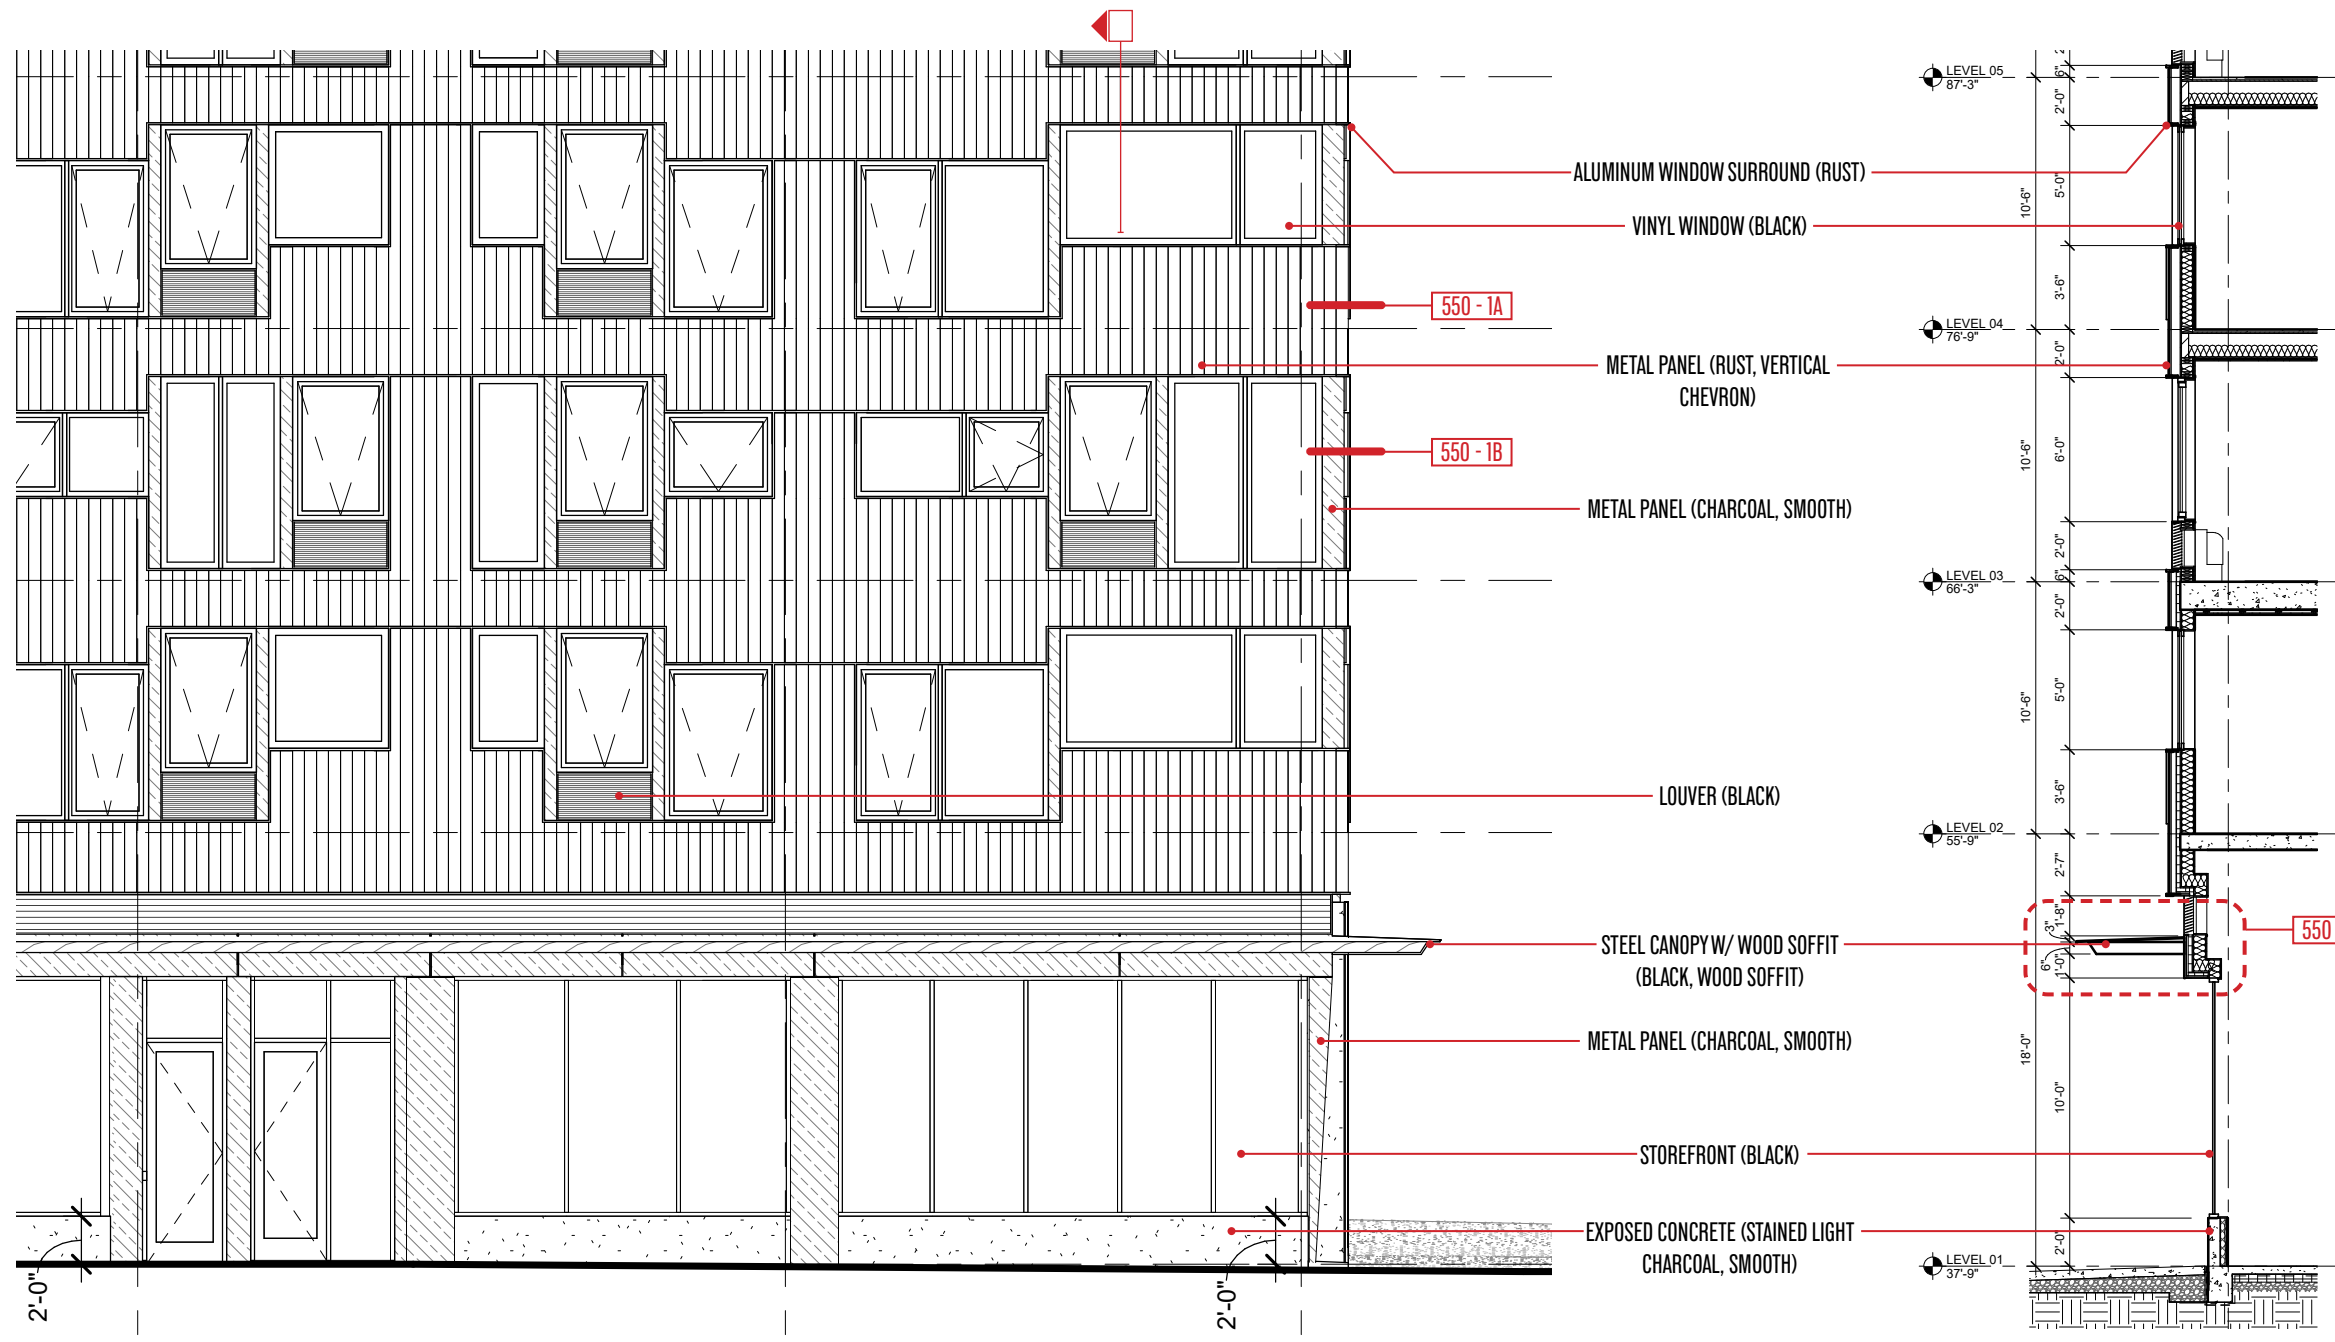 LEVEL 05
87'-3"
6"
2'-0"
ALUMINUM WINDOW SURROUND (RUST)
5'-0"
10'-6"
VINYL WINDOW (BLACK)
3'-6"
550 - 1A
LEVEL 04
76'-9"
2'-0"
METAL PANEL (RUST, VERTICAL
CHEVRON)
550 - 1B
6'-0"
10'-6"
METAL PANEL (CHARCOAL, SMOOTH)
2'-0"
LEVEL 03
66'-3"
6"
2'-0"
5'-0"
10'-6"
LOUVER (BLACK)
3'-6"
LEVEL 02
55'-9"
2'-7"
1'-8"
3"
550
STEEL CANOPY W/ WOOD SOFFIT
(BLACK, WOOD SOFFIT)
6"
1'-0"
METAL PANEL (CHARCOAL, SMOOTH)
18'-0"
10'-0"
STOREFRONT (BLACK)
EXPOSED CONCRETE (STAINED LIGHT
CHARCOAL, SMOOTH)
2'-0"
LEVEL 01
37'-9"
2'-0"
2'-0"